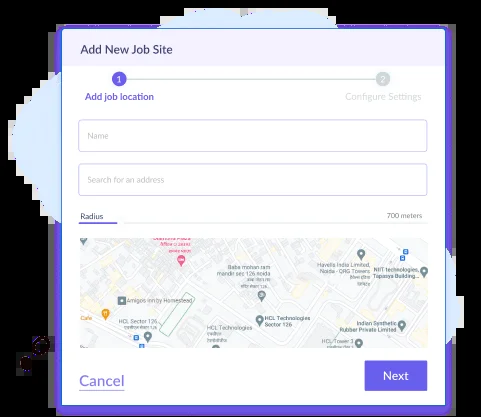 Add New Job Site
1
2
Add job location
Configure Settings
Name
Search for an address
Radius
700 meters
Havells India Limited,
Noida - QRG Towers
NIIT technologies,
Tapasya Building...
Baba mohan ram
mandir sec 126 noida
Amigos inn by Homestead
Cafe
HCL Sector 126
HCL Technologies
HCL Technologies
Sector 126
Indian Synthetic
Rubber Private Limited
HCL Tower 3
Cancel
Next